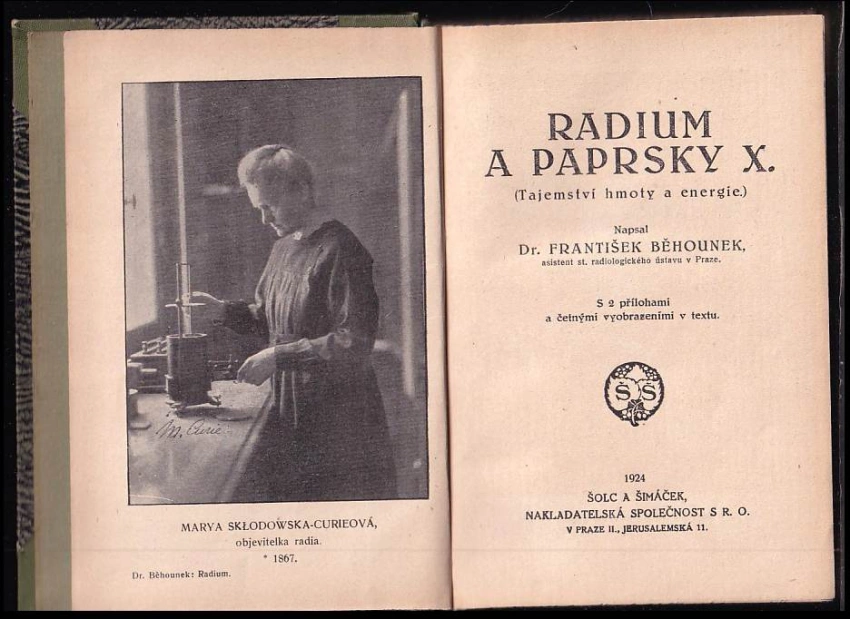 M. Curie
MARYA SKŁODOWSKA-CURIEOVÁ,
objevitelka radia.
* 1867.
Dr. Běhounek: Radium.
RADIUM
A PAPRSKY X.
(Tajemství hmoty a energie.)
Napsal
Dr. FRANTIŠEK BĚHOUNEK,
asistent st. radiologického ústavu v Praze.
S 2 přílohami
a četnými vyobrazeními v textu.
Š Š
1924
ŠOLC A ŠIMÁČEK,
NAKLADATELSKÁ SPOLEČNOST S R. O.
V PRAZE II., JERUSALEMSKÁ 11.